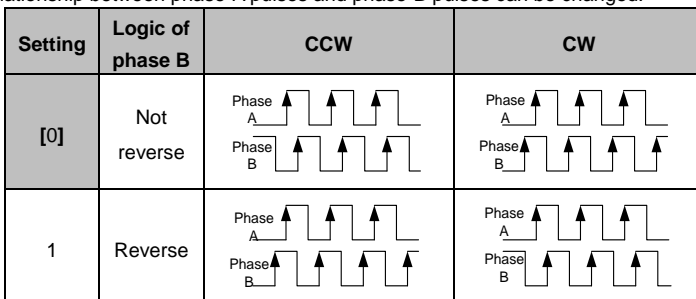 relationship between phase A pulses and phase B pulses can be changed.
Setting
Logic of
phase B
CCW
CW
[0]
Not
reverse
Phase
A
Phase
B
Phase
A
Phase
B
1
Reverse
Phase
A
Phase
B
Phase
A
Phase
B